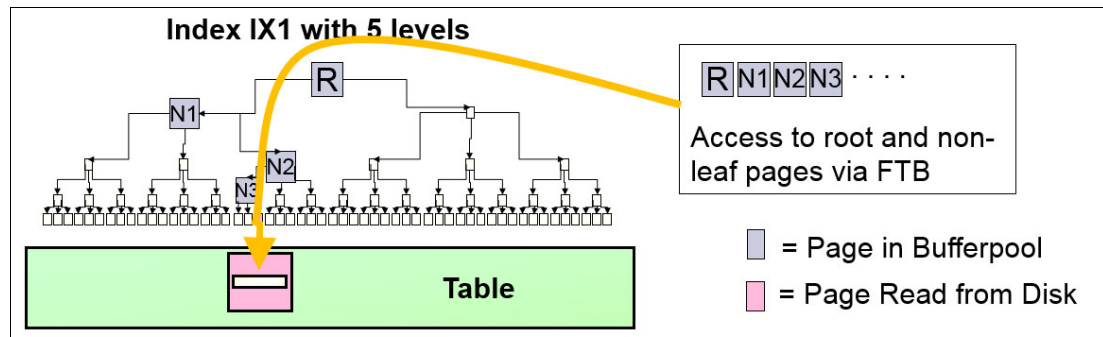 Index IX1 with 5 levels
R
N1
N2
N3
R N1 N2 N3 . . . .
Access to root and non-
leaf pages via FTB
Table
= Page in Bufferpool
= Page Read from Disk